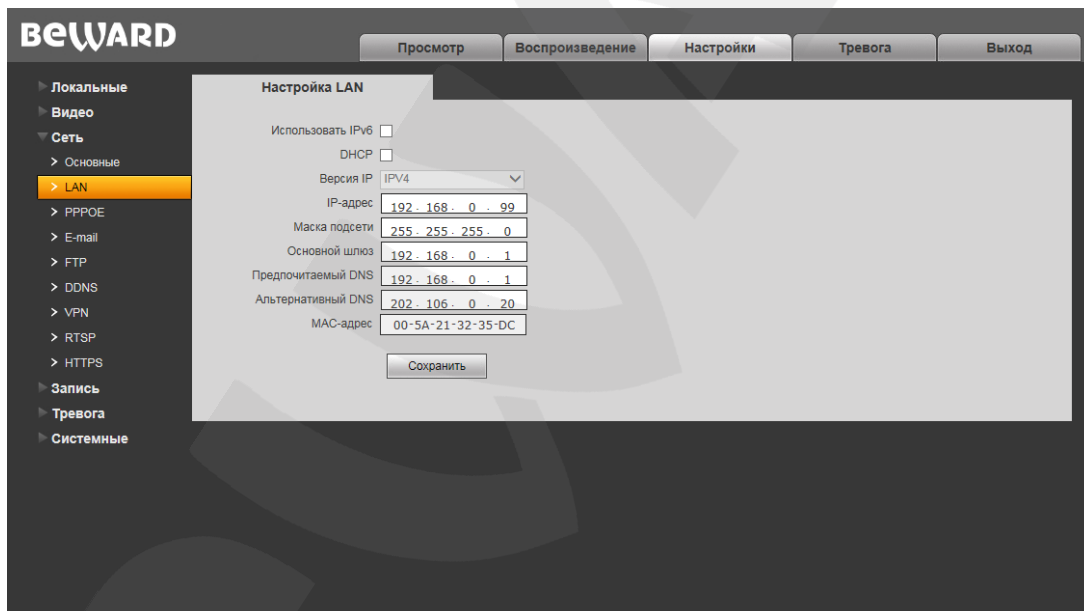 BEWARD
Просмотр Воспроизведение Настройки Тревога Выход
Локальные
Видео
Сеть
> Основные
> LAN
> PPPOE
> E-mail
> FTP
> DDNS
> VPN
> RTSP
> HTTPS
Запись
Тревога
Системные
Настройка LAN
Использовать IPv6
DHCP
Версия IP IPV4
IP-адрес 192 . 168 . 0 . 99
Маска подсети 255 . 255 . 255 . 0
Основной шлюз 192 . 168 . 0 . 1
Предпочитаемый DNS 192 . 168 . 0 . 1
Альтернативный DNS 202 . 106 . 0 . 20
MAC-адрес 00-5A-21-32-35-DC
Сохранить